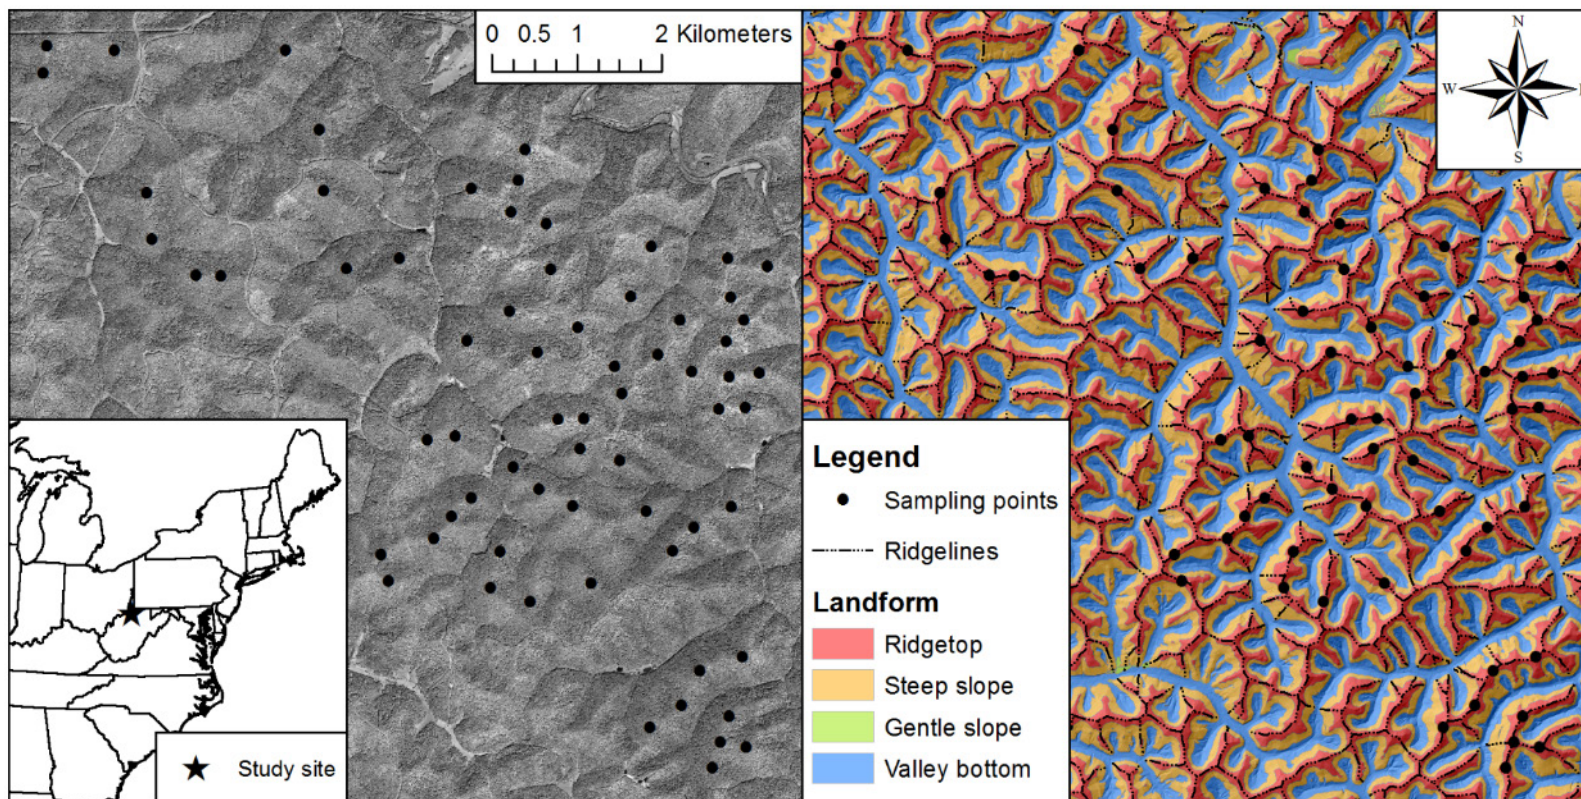 0 0.5 1 2 Kilometers
N
W
E
S
Legend
Sampling points
Ridgelines
Landform
Ridgetop
Steep slope
Gentle slope
Valley bottom
Study site